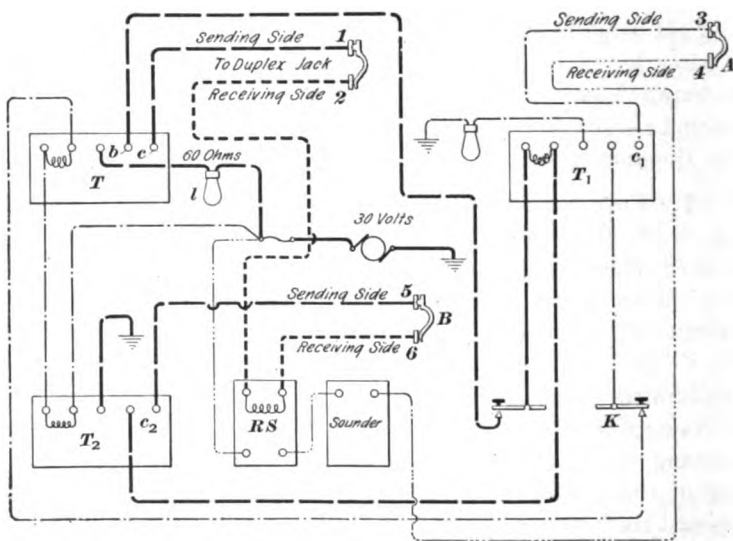 Sending Side 1
To Duplex Jack
Receiving Side 2
Sending Side 3
Receiving Side 4 A
b c
T
60 Ohms
l
T₁ c₁
30 Volts
Sending Side 5
B
Receiving Side 6
T₂ c₂
RS
Sounder
K